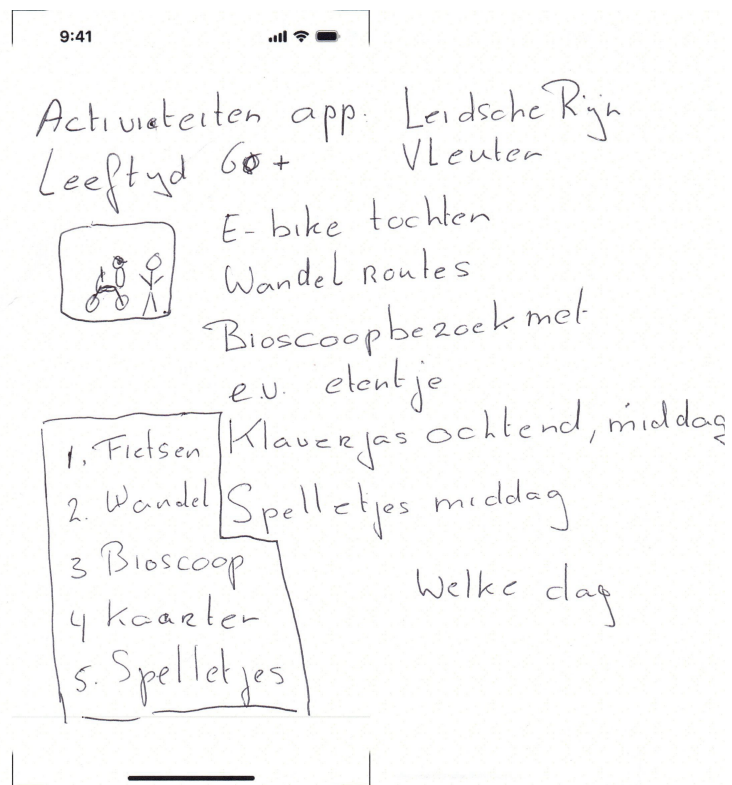 9:41
Activiteiten app: Leidsche Rijn
Leeftyd 60+ Vleuten
E-bike tochten
Wandel Routes
Bioscoopbezoek met
e.v. etentje
Klaverjas ochtend, middag
Spelletjes middag
Welke dag
1. Fietsen
2. Wandel
3 Bioscoop
4 Kaarten
5. Spelletjes